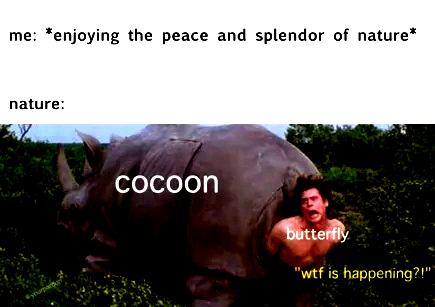 me: *enjoying the peace and splendor of nature*
nature:
cocoon
butterfly
"wtf is happening?!"